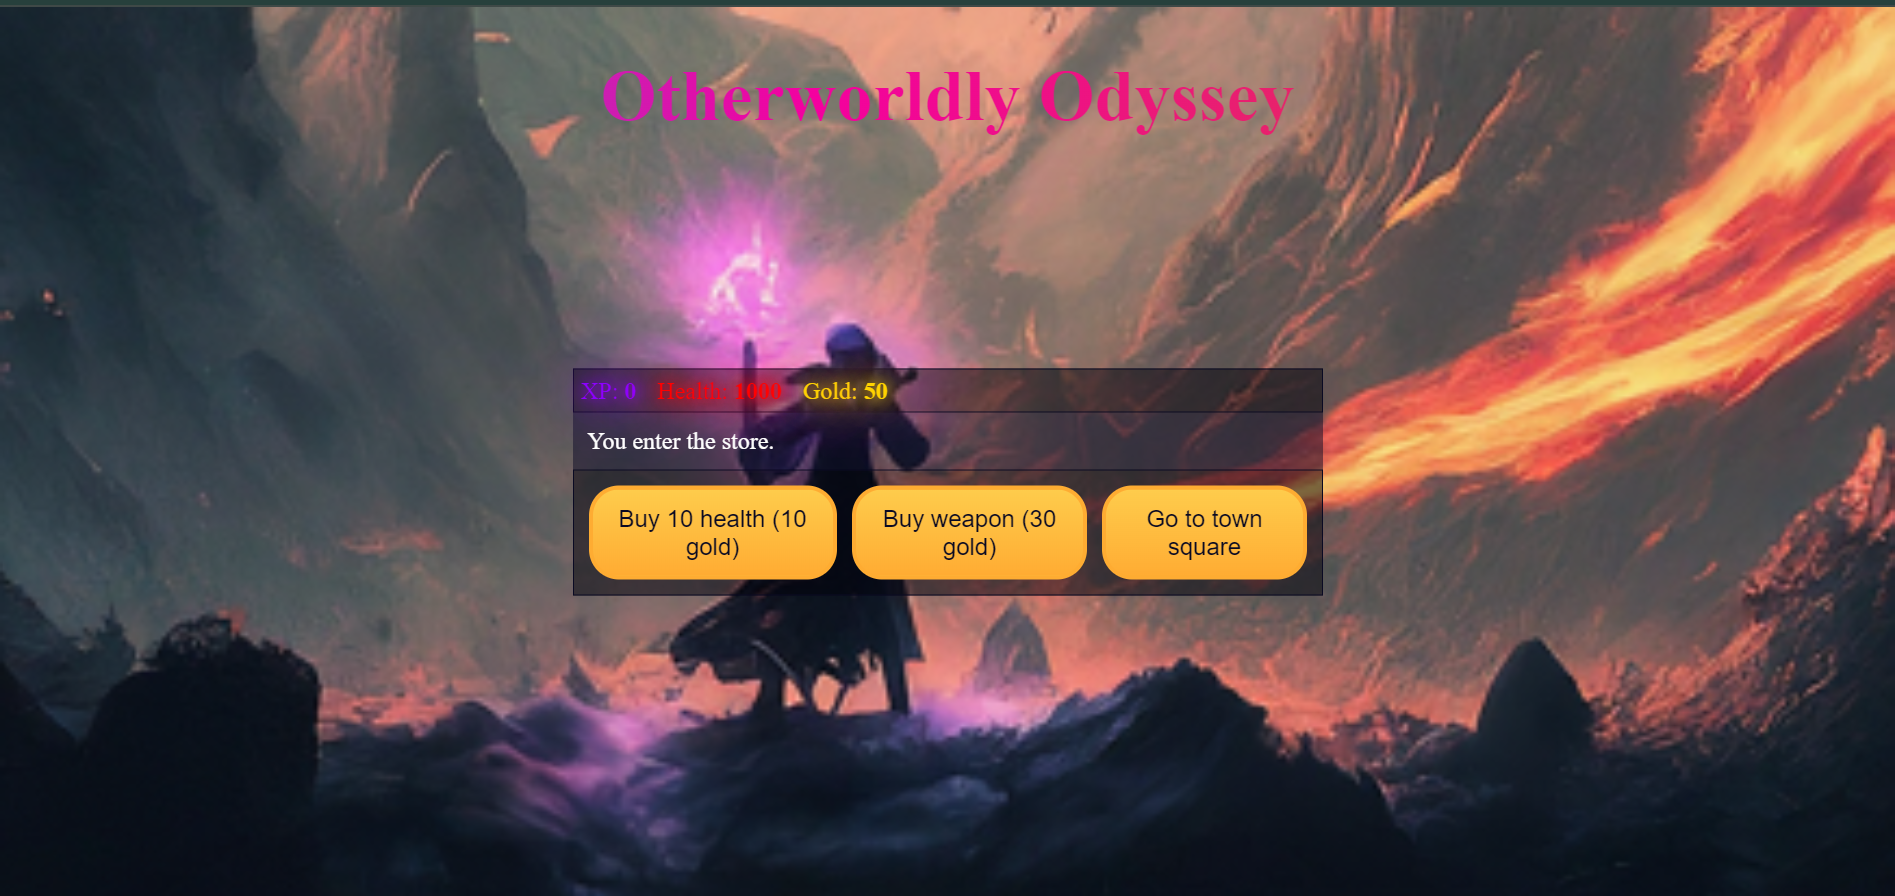 Otherworldly Odyssey
XP: 0 Health: 1000 Gold: 50
You enter the store.
Buy 10 health (10
gold)
Buy weapon (30
gold)
Go to town
square